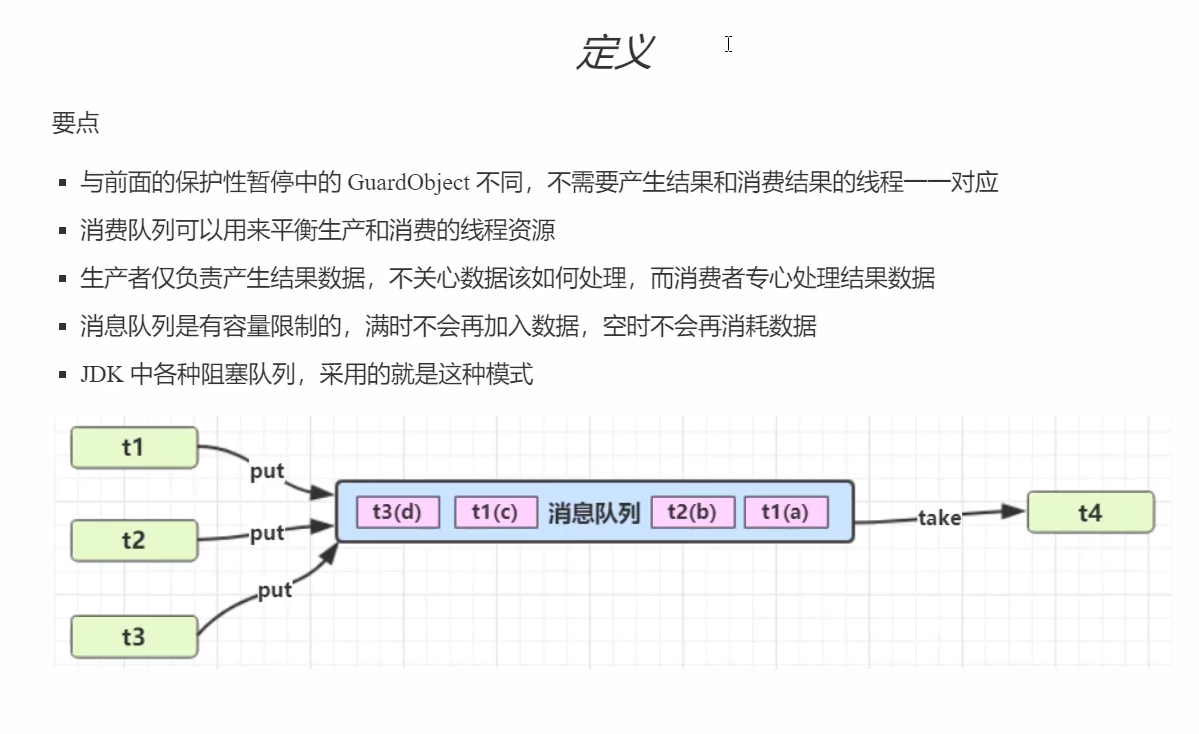 定义
要点
与前面的保护性暂停中的 GuardObject 不同，不需要产生结果和消费结果的线程一一对应
消费队列可以用来平衡生产和消费的线程资源
生产者仅负责产生结果数据，不关心数据该如何处理，而消费者专心处理结果数据
消息队列是有容量限制的，满时不会再加入数据，空时不会再消耗数据
JDK 中各种阻塞队列，采用的就是这种模式
t1
put
t3(d) t1(c) 消息队列 t2(b) t1(a)
take
t4
t2
put
put
t3